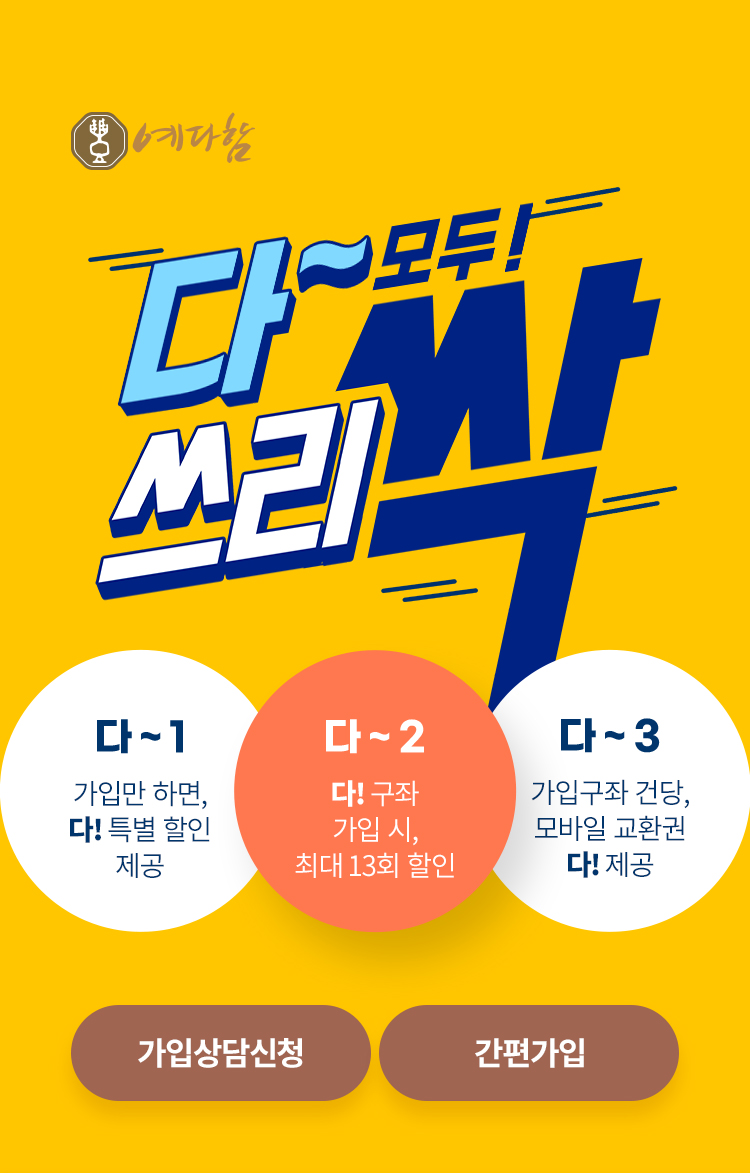 예다함
다~모두!
쓰리싹
다~1
가입만 하면,
다! 특별 할인
제공
다~2
다! 구좌
가입 시,
최대 13회 할인
다~3
가입구좌 건당,
모바일 교환권
다! 제공
가입상담신청
간편가입